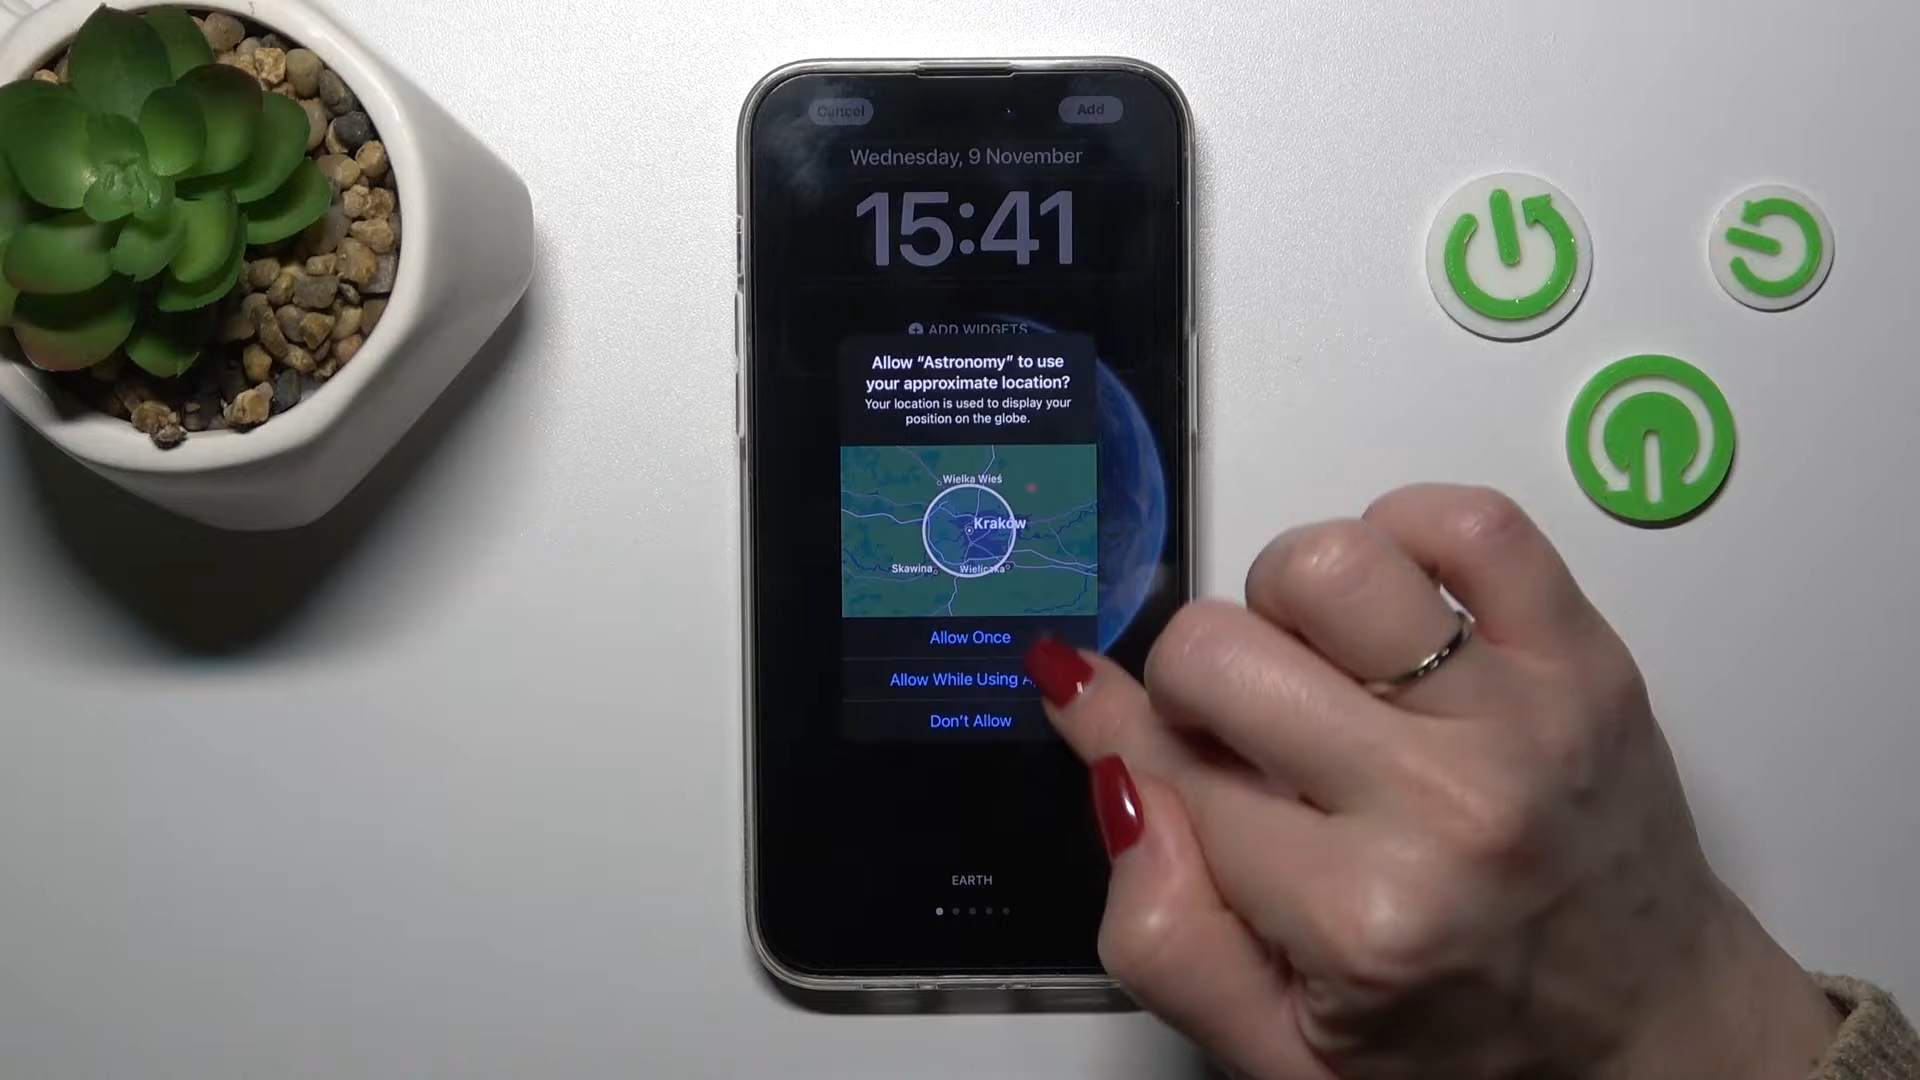 Cancel
Add
Wednesday, 9 November
15:41
ADD WIDGETS
Allow “Astronomy” to use
your approximate location?
Your location is used to display your
position on the globe.
Wielka Wieś
Kraków
Skawina
Wieliczka
Allow Once
Allow While Using
Don’t Allow
EARTH